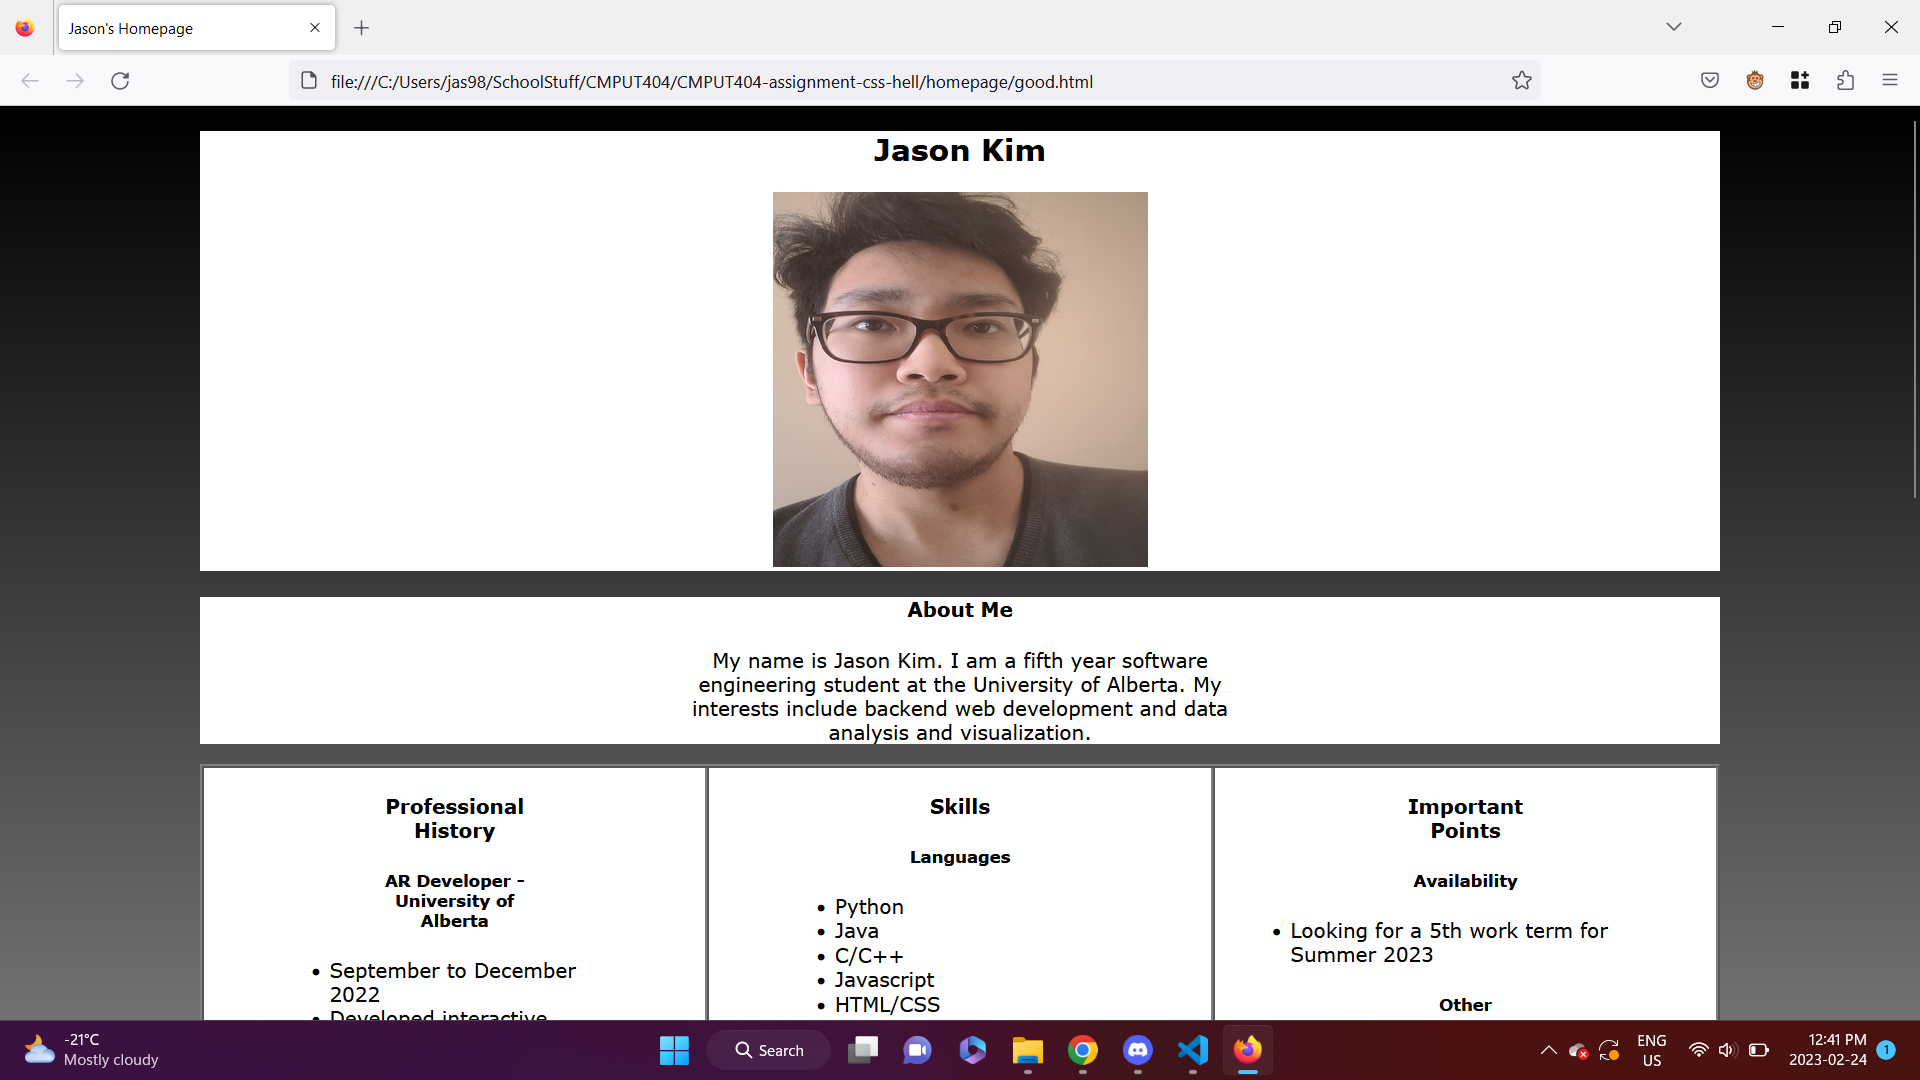 Jason's Homepage
file:///C:/Users/jas98/SchoolStuff/CMPUT404/CMPUT404-assignment-css-hell/homepage/good.html
Jason Kim
About Me
My name is Jason Kim. I am a fifth year software
engineering student at the University of Alberta. My
interests include backend web development and data
analysis and visualization.
Professional
History
AR Developer -
University of
Alberta
• September to December
2022
• Developed interactive
Skills
Languages
• Python
• Java
• C/C++
• Javascript
• HTML/CSS
Important
Points
Availability
• Looking for a 5th work term for
Summer 2023
Other
-21°C
Mostly cloudy
Search
ENG
US
12:41 PM
2023-02-24
1